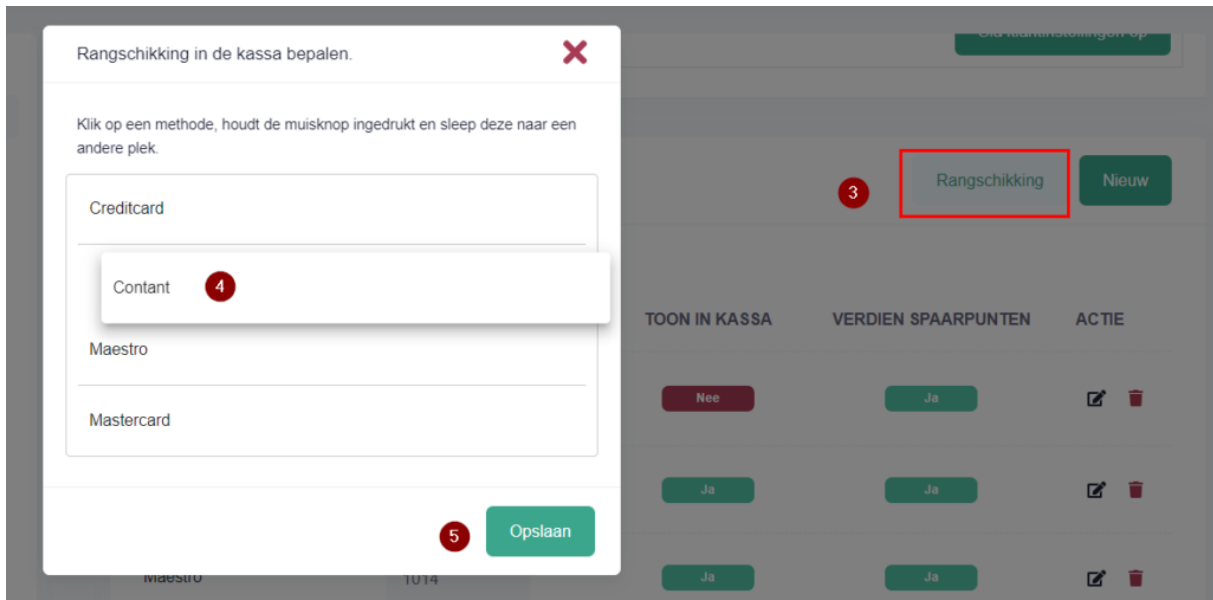 Rangschikking in de kassa bepalen.
Klik op een methode, houdt de muisknop ingedrukt en sleep deze naar een
andere plek.
Creditcard
Contant
4
Maestro
Mastercard
5
Opslaan
klantinstellingen op
3
Rangschikking
Nieuw
TOON IN KASSA
VERDIEN SPAARPUNTEN
ACTIE
Nee
Ja
Ja
Ja
Maestro
1014
Ja
Ja